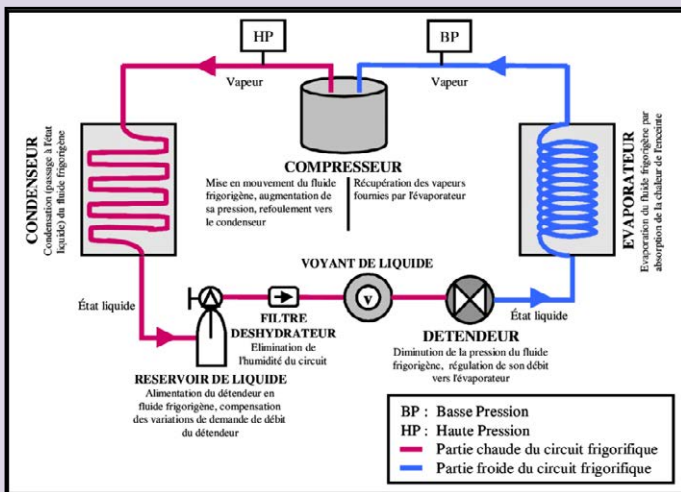 HP
BP
Vapeur
Vapeur
CONDENSEUR
Condensation (passage à l'état
liquide) du fluide frigorigène
COMPRESSEUR
Mise en mouvement du fluide
frigorigène, augmentation de
sa pression, refoulement vers
le condenseur
Récupération des vapeurs
fournies par l'évaporateur
EVAPORATEUR
Evaporation du fluide frigorigène par
absorption de la chaleur de l'enceinte
État liquide
FILTRE
DESHYDRATEUR
Elimination de
l'humidité du circuit
VOYANT DE LIQUIDE
V
DETENDEUR
Diminution de la pression du fluide
frigorigène, régulation de son débit
vers l'évaporateur
État liquide
RESERVOIR DE LIQUIDE
Alimentation du détendeur en
fluide frigorigène, compensation
des variations de demande de débit
du détendeur
BP : Basse Pression
HP : Haute Pression
Partie chaude du circuit frigorifique
Partie froide du circuit frigorifique